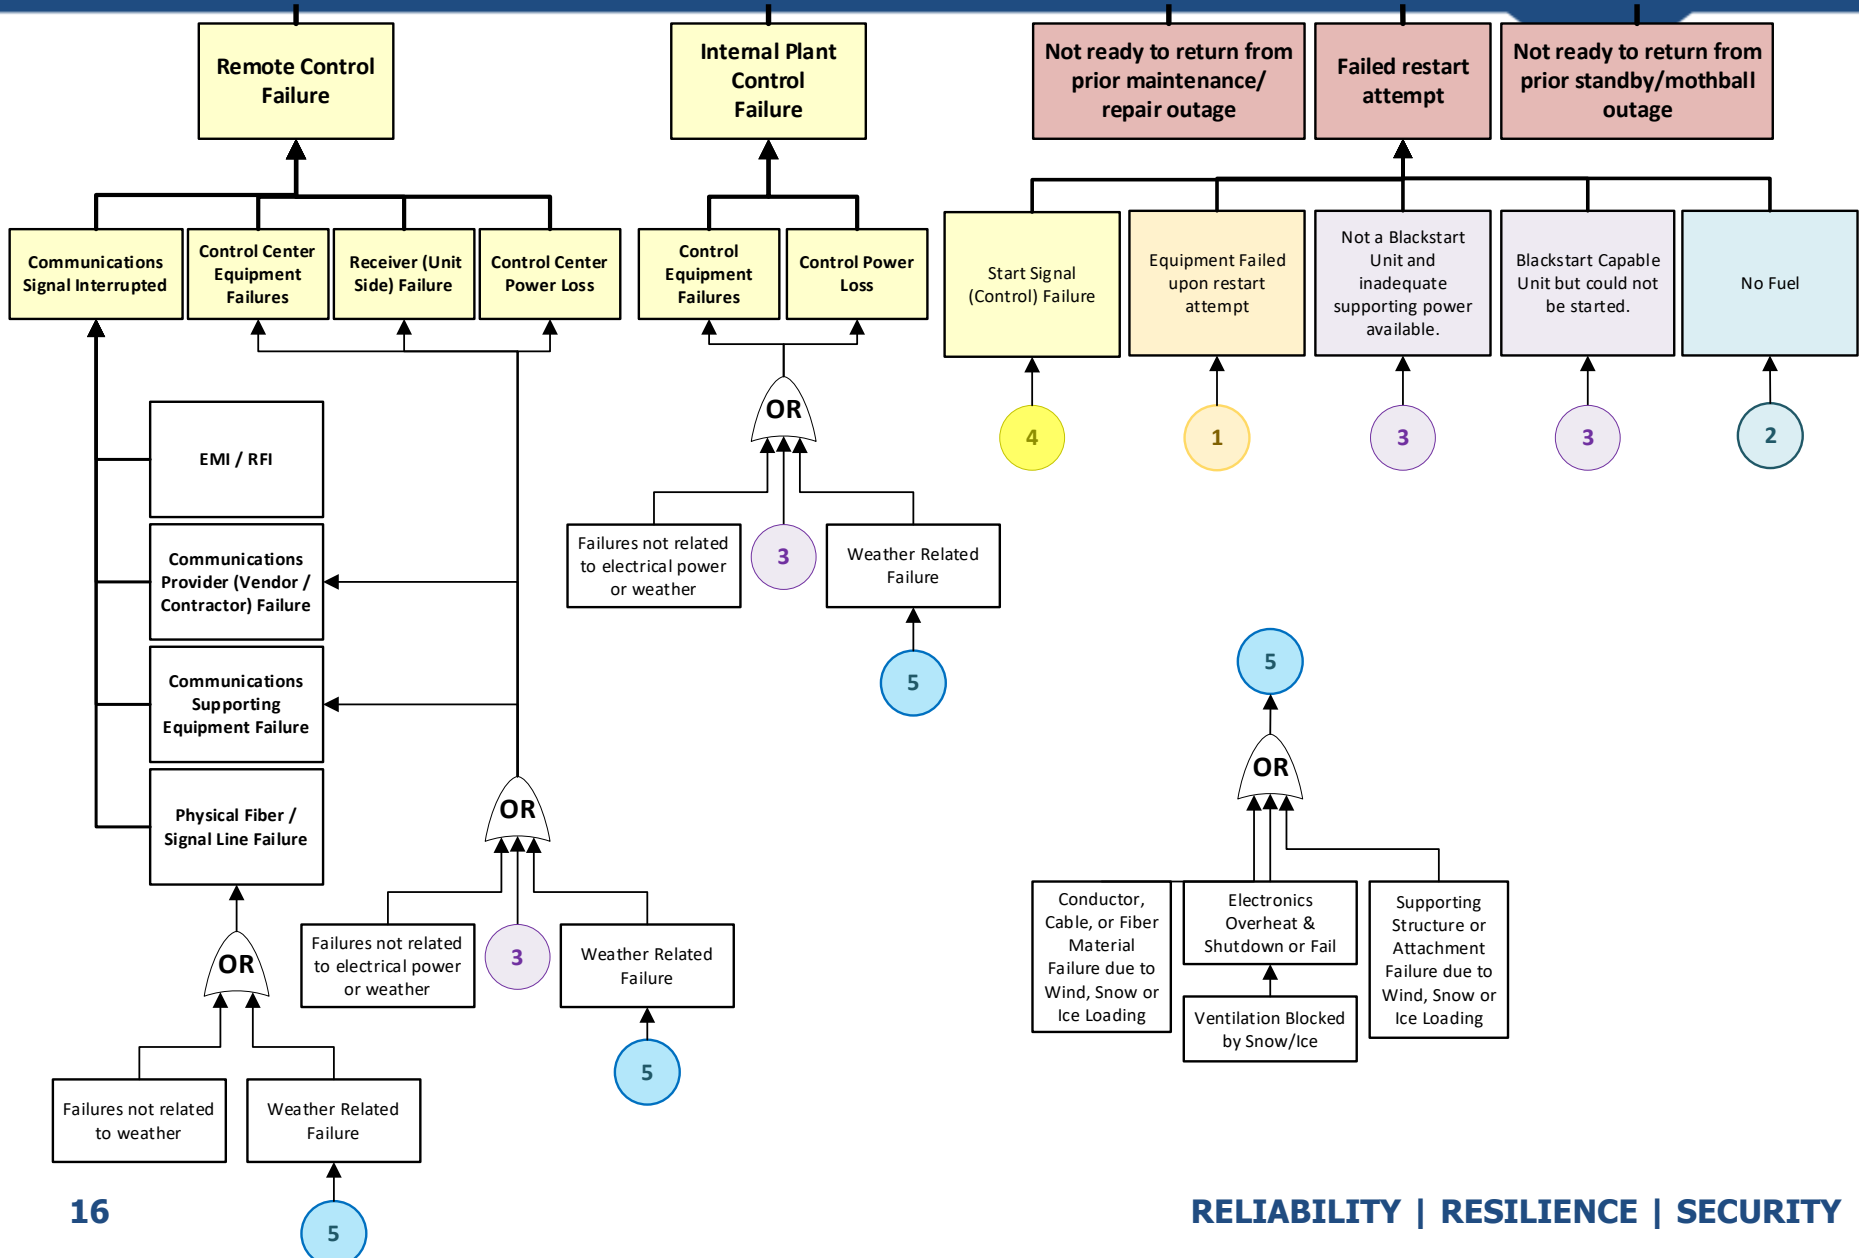 Remote Control
Failure
Internal Plant
Control
Failure
Not ready to return from
prior maintenance/
repair outage
Failed restart
attempt
Not ready to return from
prior standby/mothball
outage
Communications
Signal Interrupted
Control Center
Equipment
Failures
Receiver (Unit
Side) Failure
Control Center
Power Loss
Control
Equipment
Failures
Control Power
Loss
Start Signal
(Control) Failure
Equipment Failed
upon restart
attempt
Not a Blackstart
Unit and
inadequate
supporting power
available.
Blackstart Capable
Unit but could not
be started.
No Fuel
4
1
3
3
2
EMI / RFI
Communications
Provider (Vendor /
Contractor) Failure
Communications
Supporting
Equipment Failure
Physical Fiber /
Signal Line Failure
OR
Failures not related
to electrical power
or weather
3
Weather Related
Failure
5
OR
Failures not related
to electrical power
or weather
3
Weather Related
Failure
5
OR
Failures not related
to weather
Weather Related
Failure
5
5
OR
Conductor,
Cable, or Fiber
Material
Failure due to
Wind, Snow or
Ice Loading
Electronics
Overheat &
Shutdown or Fail
Ventilation Blocked
by Snow/Ice
Supporting
Structure or
Attachment
Failure due to
Wind, Snow or
Ice Loading
16
RELIABILITY | RESILIENCE | SECURITY